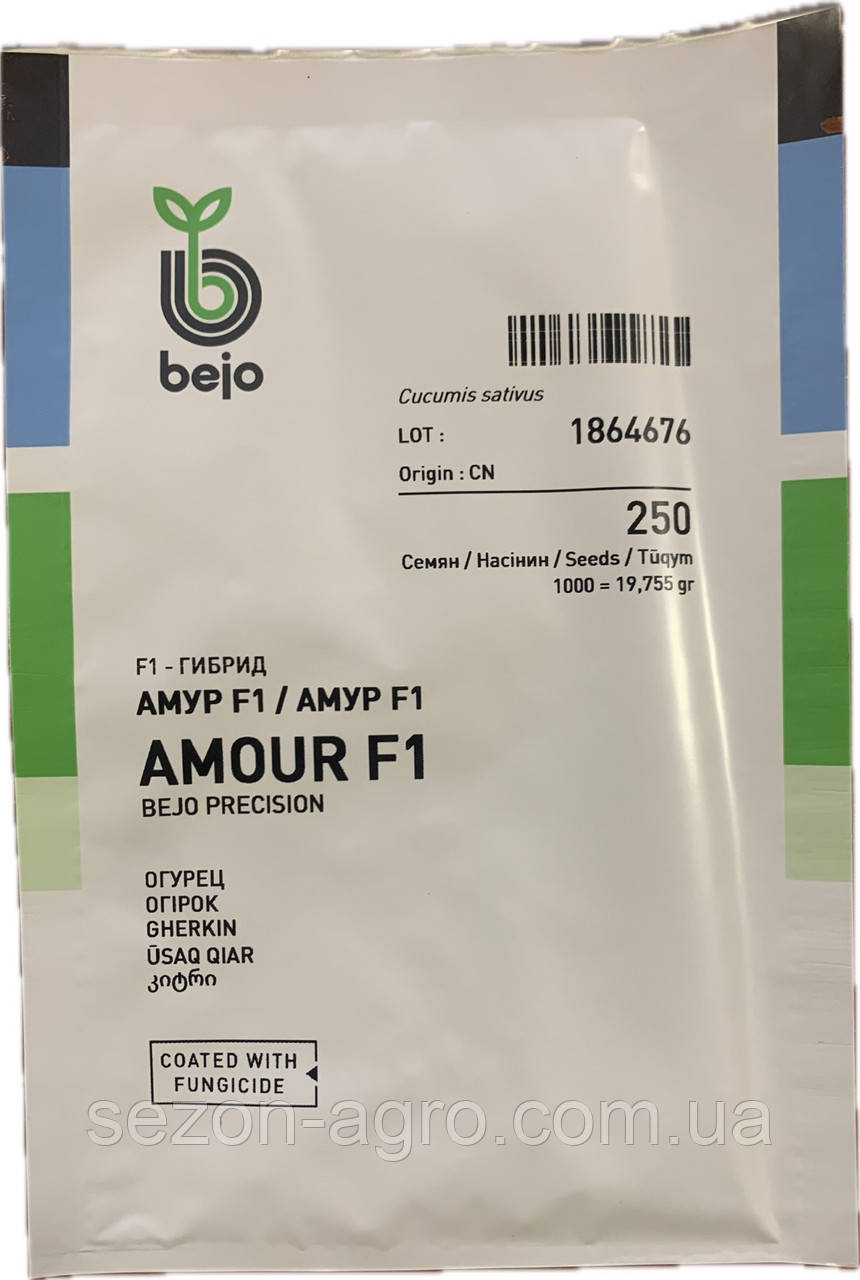 bejo
Cucumis sativus
LOT : 1864676
Origin : CN
250
Семян / Насінин / Seeds / Tūqym
1000 = 19,755 gr
F1 - ГИБРИД
АМУР F1 / АМУР F1
AMOUR F1
BEJO PRECISION
ОГУРЕЦ
ОГІРОК
GHERKIN
ŪSAQ QIAR
კიტრი
COATED WITH
FUNGICIDE
sezon-agro.com.ua